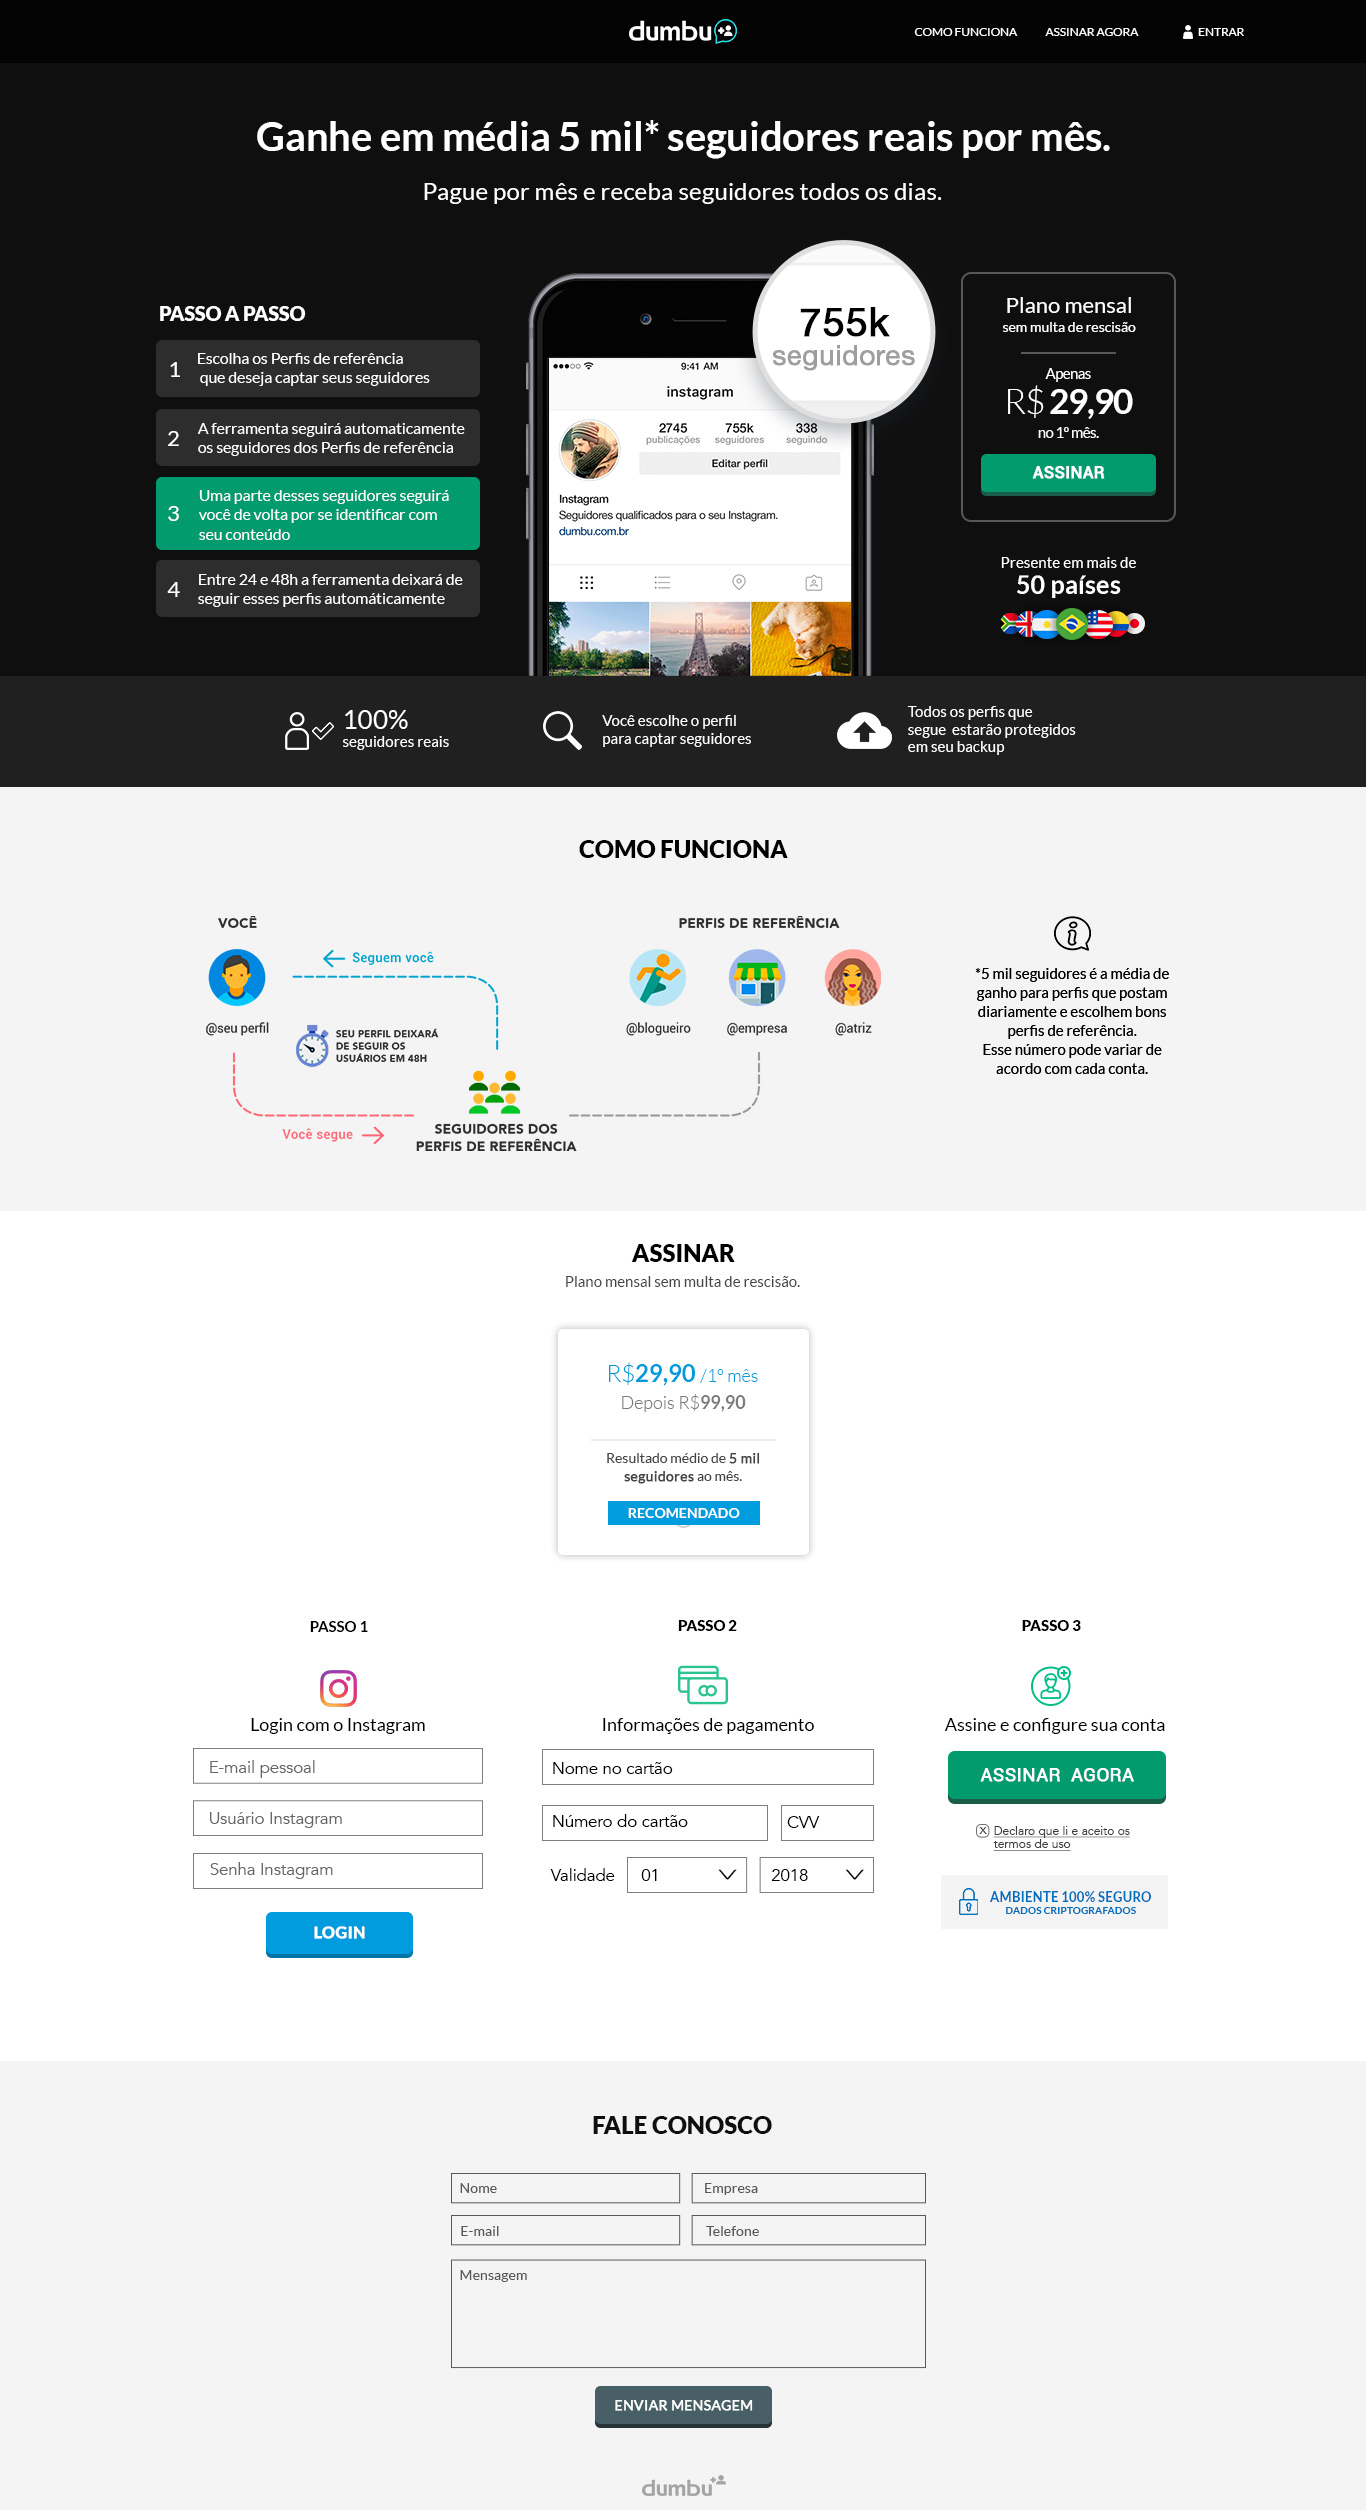 dumbu
COMO FUNCIONA
ASSINAR AGORA
ENTRAR
Ganhe em média 5 mil* seguidores reais por mês.
Pague por mês e receba seguidores todos os dias.
PASSO A PASSO
1
Escolha os Perfis de referência
que deseja captar seus seguidores
2
A ferramenta seguirá automaticamente
os seguidores dos Perfis de referência
3
Uma parte desses seguidores seguirá
você de volta por se identificar com
seu conteúdo
4
Entre 24 e 48h a ferramenta deixará de
seguir esses perfis automáticamente
755k
seguidores
9:41 AM
instagram
2745
publicações
755k
seguidores
338
seguindo
Editar perfil
Instagram
Seguidores qualificados para o seu Instagram.
dumbu.com.br
Plano mensal
sem multa de rescisão
Apenas
R$ 29,90
no 1º mês.
ASSINAR
Presente em mais de
50 países
100%
seguidores reais
Você escolhe o perfil
para captar seguidores
Todos os perfis que
segue estarão protegidos
em seu backup
COMO FUNCIONA
VOCÊ
@seu perfil
Seguem você
SEU PERFIL DEIXARÁ
DE SEGUIR OS
USUÁRIOS EM 48H
Você segue
SEGUIDORES DOS
PERFIS DE REFERÊNCIA
PERFIS DE REFERÊNCIA
@blogueiro
@empresa
@atriz
*5 mil seguidores é a média de
ganho para perfis que postam
diariamente e escolhem bons
perfis de referência.
Esse número pode variar de
acordo com cada conta.
ASSINAR
Plano mensal sem multa de rescisão.
R$29,90 /1º mês
Depois R$99,90
Resultado médio de 5 mil
seguidores ao mês.
RECOMENDADO
PASSO 1
Login com o Instagram
E-mail pessoal
Usuário Instagram
Senha Instagram
LOGIN
PASSO 2
Informações de pagamento
Nome no cartão
Número do cartão
CVV
Validade
01
2018
PASSO 3
Assine e configure sua conta
ASSINAR AGORA
Declaro que li e aceito os
termos de uso
AMBIENTE 100% SEGURO
DADOS CRIPTOGRAFADOS
FALE CONOSCO
Nome
Empresa
E-mail
Telefone
Mensagem
ENVIAR MENSAGEM
dumbu